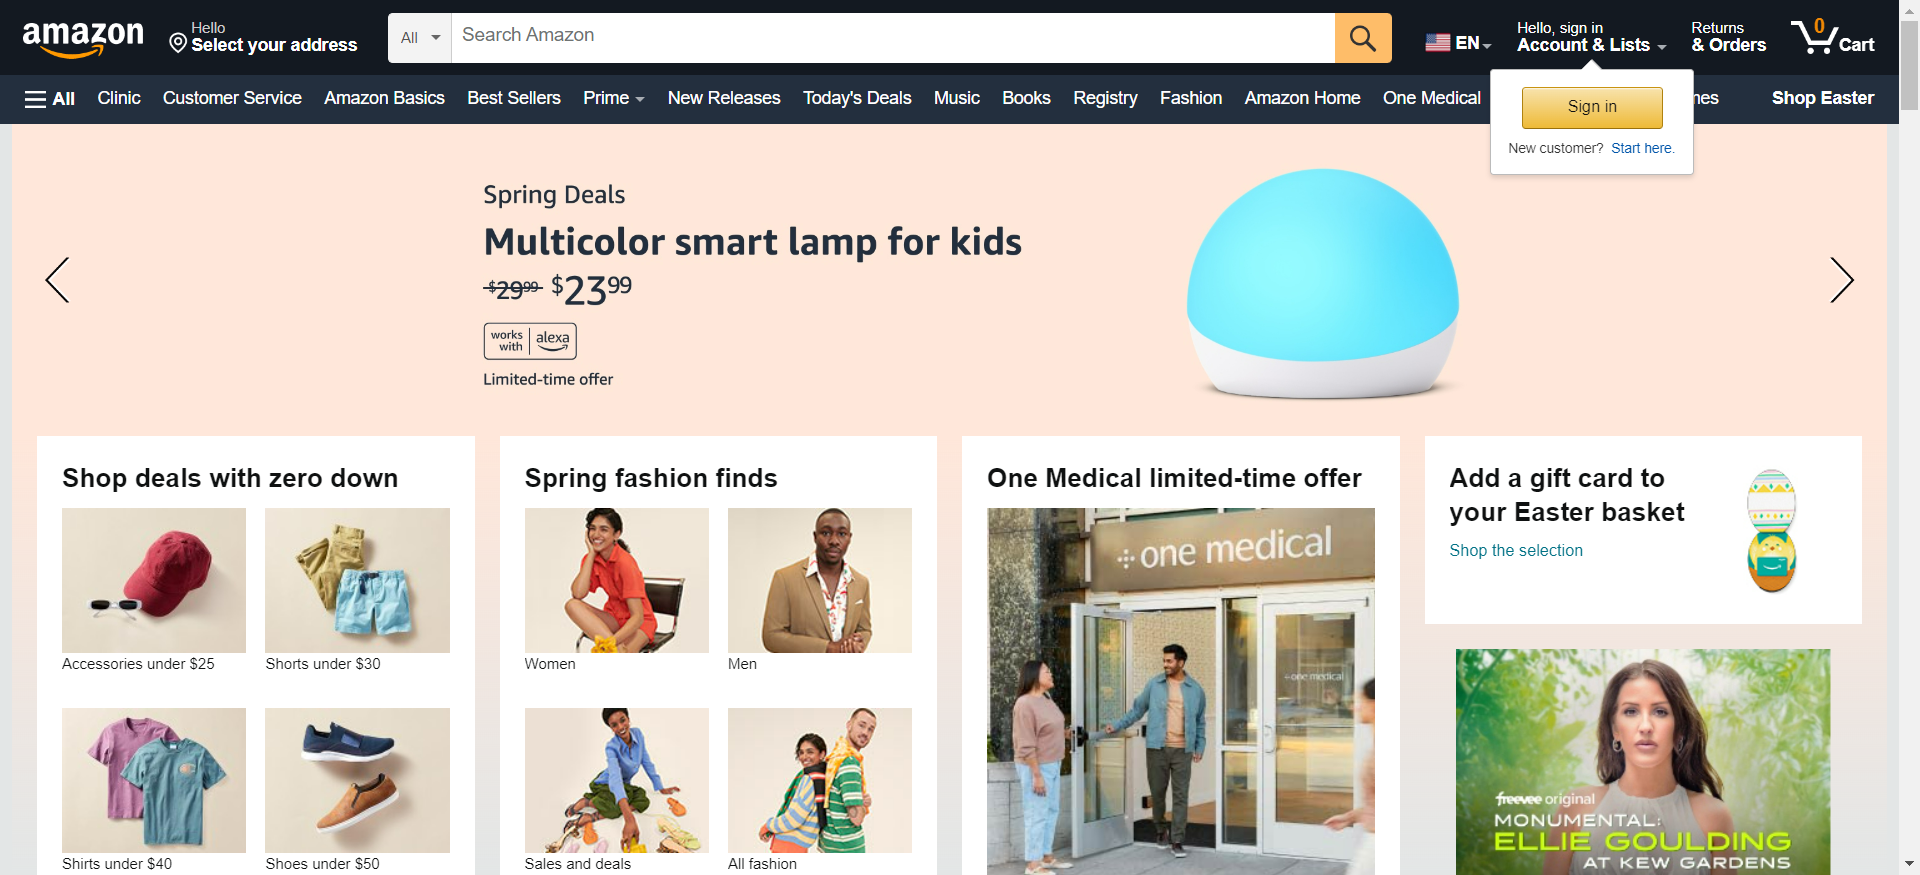 amazon
Hello
Select your address
All
Search Amazon
EN
Hello, sign in
Account & Lists
Returns
& Orders
0
Cart
All
Clinic
Customer Service
Amazon Basics
Best Sellers
Prime
New Releases
Today's Deals
Music
Books
Registry
Fashion
Amazon Home
One Medical
Shop Easter
Sign in
New customer? Start here.
Spring Deals
Multicolor smart lamp for kids
$29.99 $23.99
works with alexa
Limited-time offer
Shop deals with zero down
Accessories under $25
Shorts under $30
Shirts under $40
Shoes under $50
Spring fashion finds
Women
Men
Sales and deals
All fashion
One Medical limited-time offer
one medical
one medical
Add a gift card to
your Easter basket
Shop the selection
freevee original
MONUMENTAL:
ELLIE GOULDING
AT KEW GARDENS